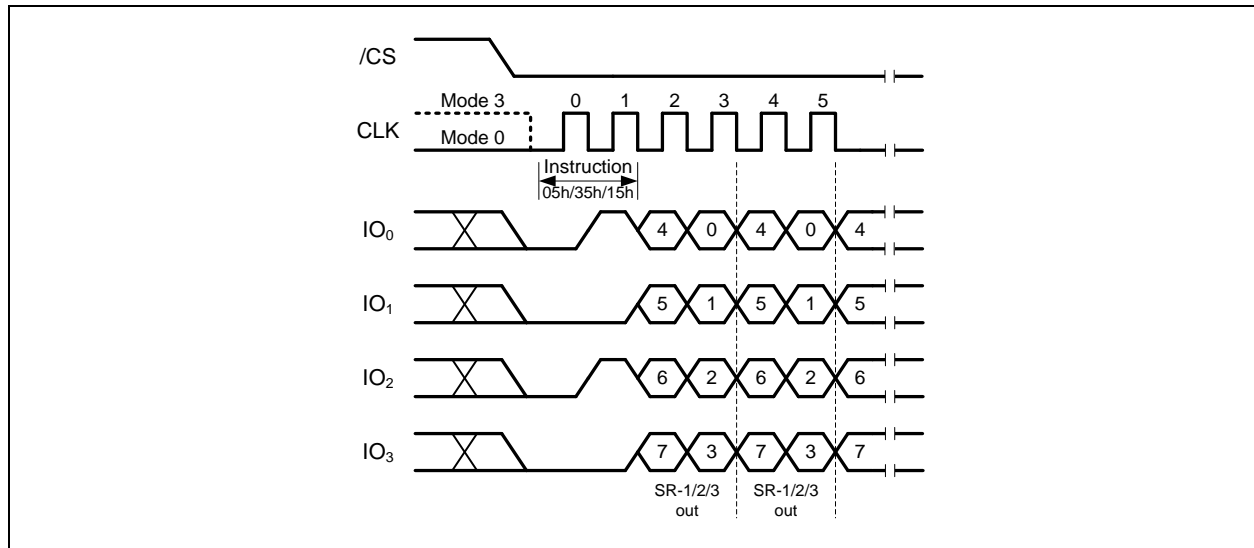 /CS
Mode 3 0 1 2 3 4 5
CLK
Mode 0
Instruction
05h/35h/15h
IO₀ 4 0 4 0 4
IO₁ 5 1 5 1 5
IO₂ 6 2 6 2 6
IO₃ 7 3 7 3 7
SR-1/2/3 SR-1/2/3
out out